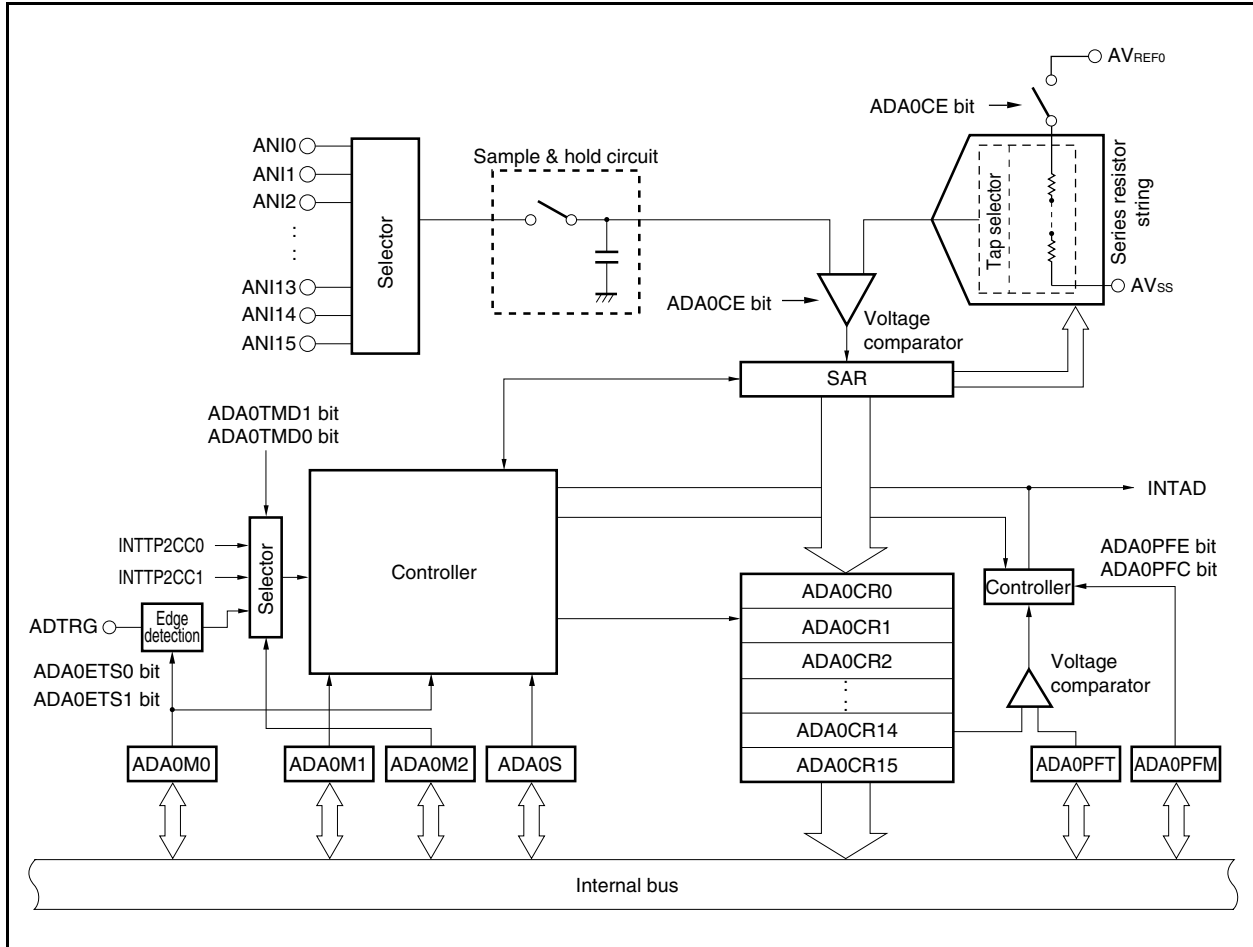 AVREF0
ADA0CE bit
ANI0
ANI1
ANI2
ANI13
ANI14
ANI15
Selector
Sample & hold circuit
Tap selector
Series resistor
string
AVSS
ADA0CE bit
Voltage
comparator
SAR
ADA0TMD1 bit
ADA0TMD0 bit
INTTP2CC0
INTTP2CC1
ADTRG
Edge
detection
Selector
Controller
ADA0ETS0 bit
ADA0ETS1 bit
INTAD
ADA0PFE bit
ADA0PFC bit
Controller
Voltage
comparator
ADA0CR0
ADA0CR1
ADA0CR2
ADA0CR14
ADA0CR15
ADA0M0
ADA0M1
ADA0M2
ADA0S
ADA0PFT
ADA0PFM
Internal bus